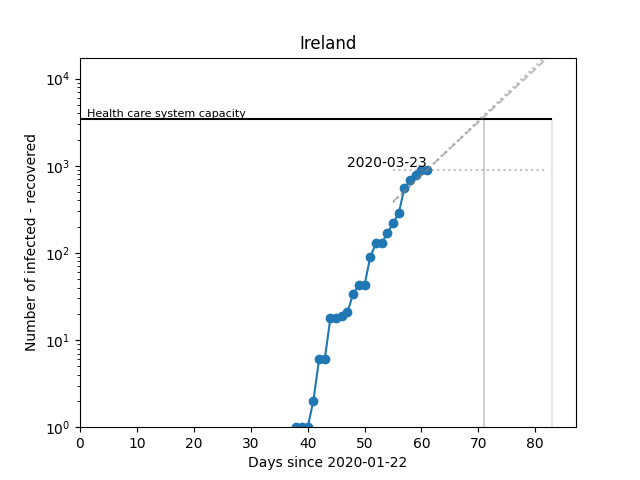 Ireland
Number of infected - recovered
10^4
Health care system capacity
10^3
2020-03-23
10^2
10^1
10^0
0 10 20 30 40 50 60 70 80
Days since 2020-01-22